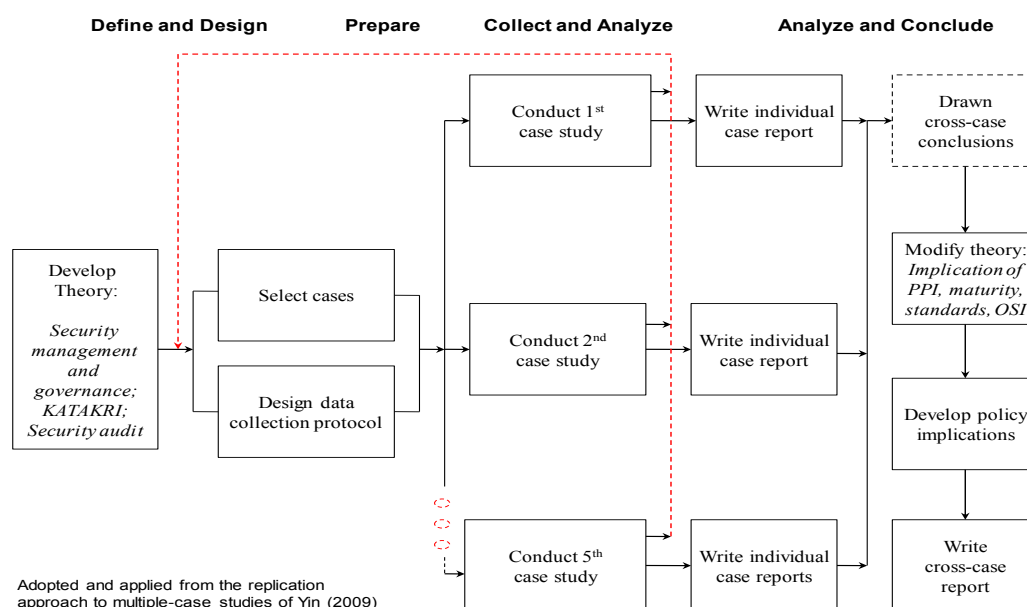 Define and Design
Prepare
Collect and Analyze
Analyze and Conclude
Develop
Theory:
Security
management
and
governance;
KATAKRI;
Security audit
Select cases
Design data
collection protocol
Conduct 1st
case study
Conduct 2nd
case study
Conduct 5th
case study
Write individual
case report
Write individual
case report
Write individual
case reports
Drawn
cross-case
conclusions
Modify theory:
Implication of
PPI, maturity,
standards, OSI
Develop policy
implications
Write
cross-case
report
Adopted and applied from the replication
approach to multiple-case studies of Yin (2009)